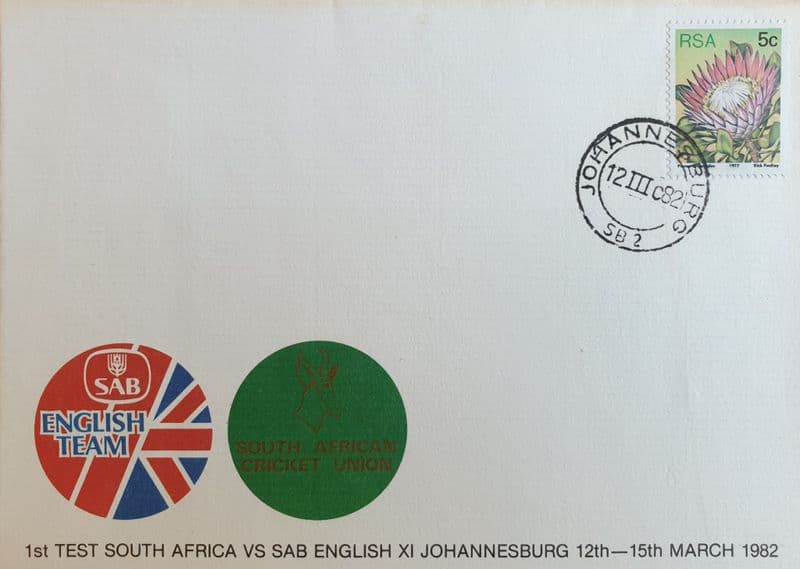 RSA 5c
1977
JOHANNESBURG
12 III C82
SB 2
SAB
ENGLISH
TEAM
SOUTH AFRICAN
CRICKET UNION
1st TEST SOUTH AFRICA VS SAB ENGLISH XI JOHANNESBURG 12th—15th MARCH 1982